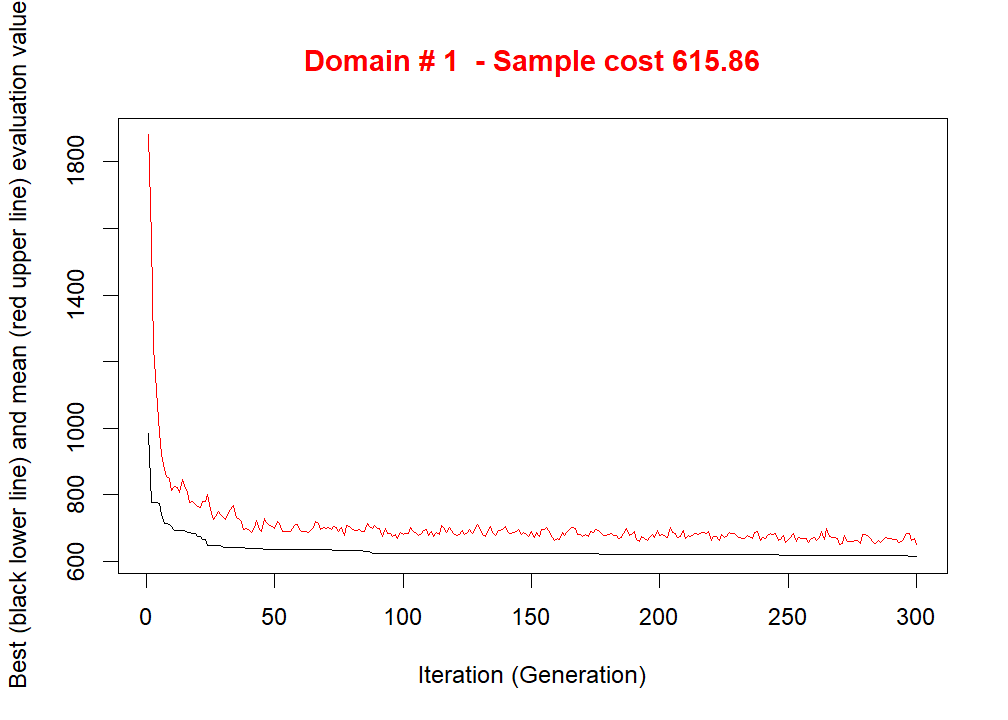 Domain # 1  - Sample cost 615.86
Best (black lower line) and mean (red upper line) evaluation value
1800
1400
1000
800
600
0 50 100 150 200 250 300
Iteration (Generation)